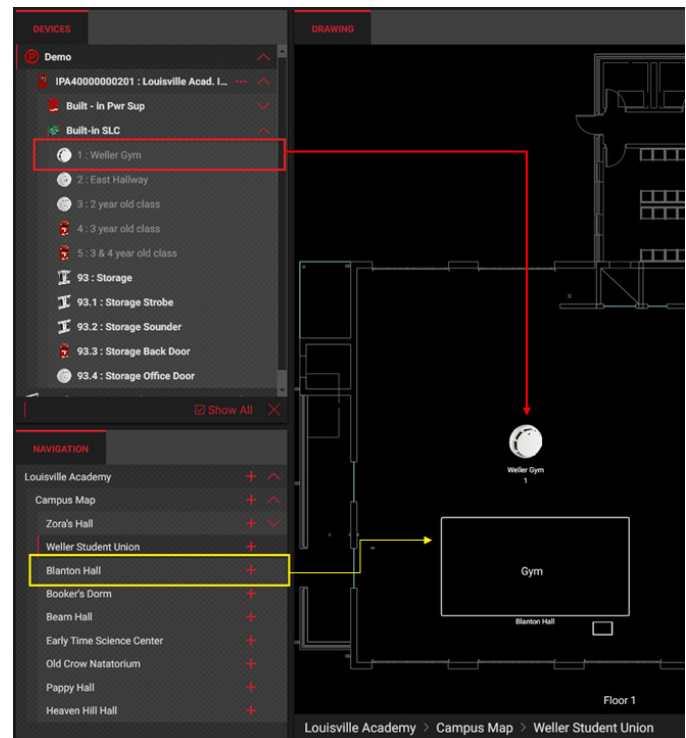 DEVICES
Demo
IPA40000000201 : Louisville Acad. I...
Built - in Pwr Sup
Built-in SLC
1 : Weller Gym
2 : East Hallway
3 : 2 year old class
4 : 3 year old class
5 : 3 & 4 year old class
93 : Storage
93.1 : Storage Strobe
93.2 : Storage Sounder
93.3 : Storage Back Door
93.4 : Storage Office Door
Show All
NAVIGATION
Louisville Academy
Campus Map
Zora's Hall
Weller Student Union
Blanton Hall
Booker's Dorm
Beam Hall
Early Time Science Center
Old Crow Natatorium
Pappy Hall
Heaven Hill Hall
DRAWING
Weller Gym
1
Gym
Blanton Hall
Floor 1
Louisville Academy > Campus Map > Weller Student Union